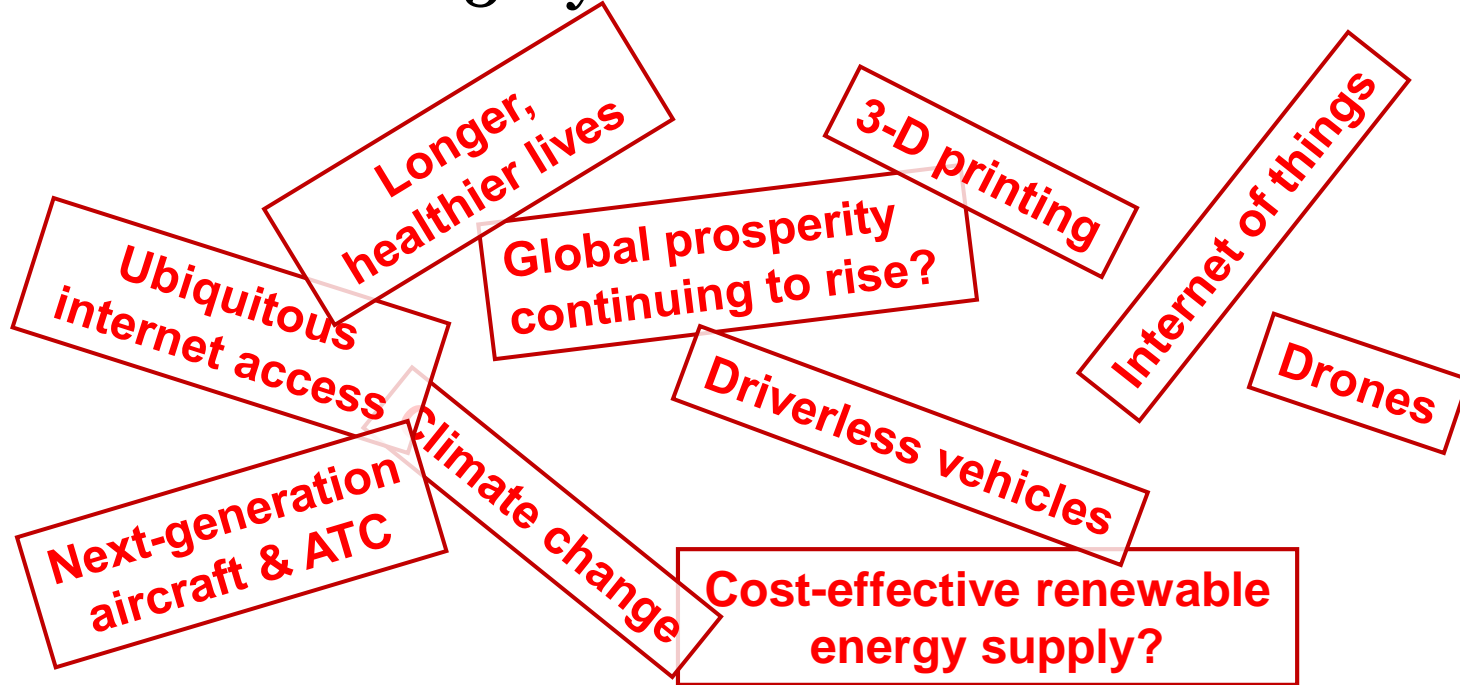 Longer,
healthier lives
3-D printing
Internet of things
Global prosperity
continuing to rise?
Ubiquitous
internet access
Driverless vehicles
Drones
Climate change
Next-generation
aircraft & ATC
Cost-effective renewable
energy supply?